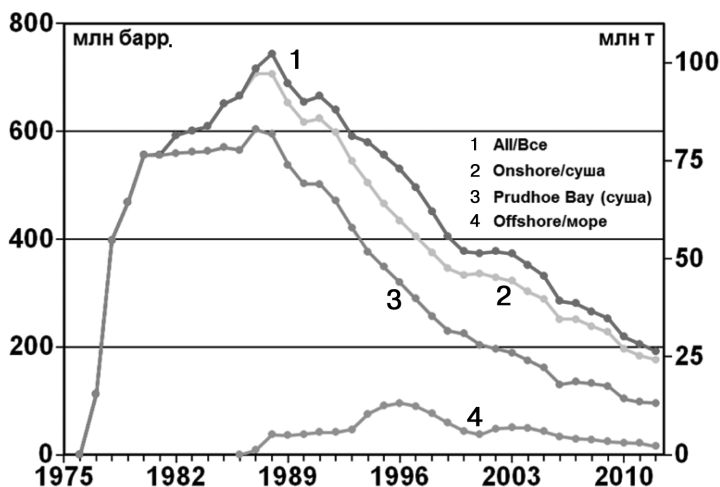 800
млн барр.
млн т
100
1
1 All/Все
2 Onshore/суша
3 Prudhoe Bay (суша)
4 Offshore/море
600
75
400
50
3
2
200
25
4
0
0
1975 1982 1989 1996 2003 2010